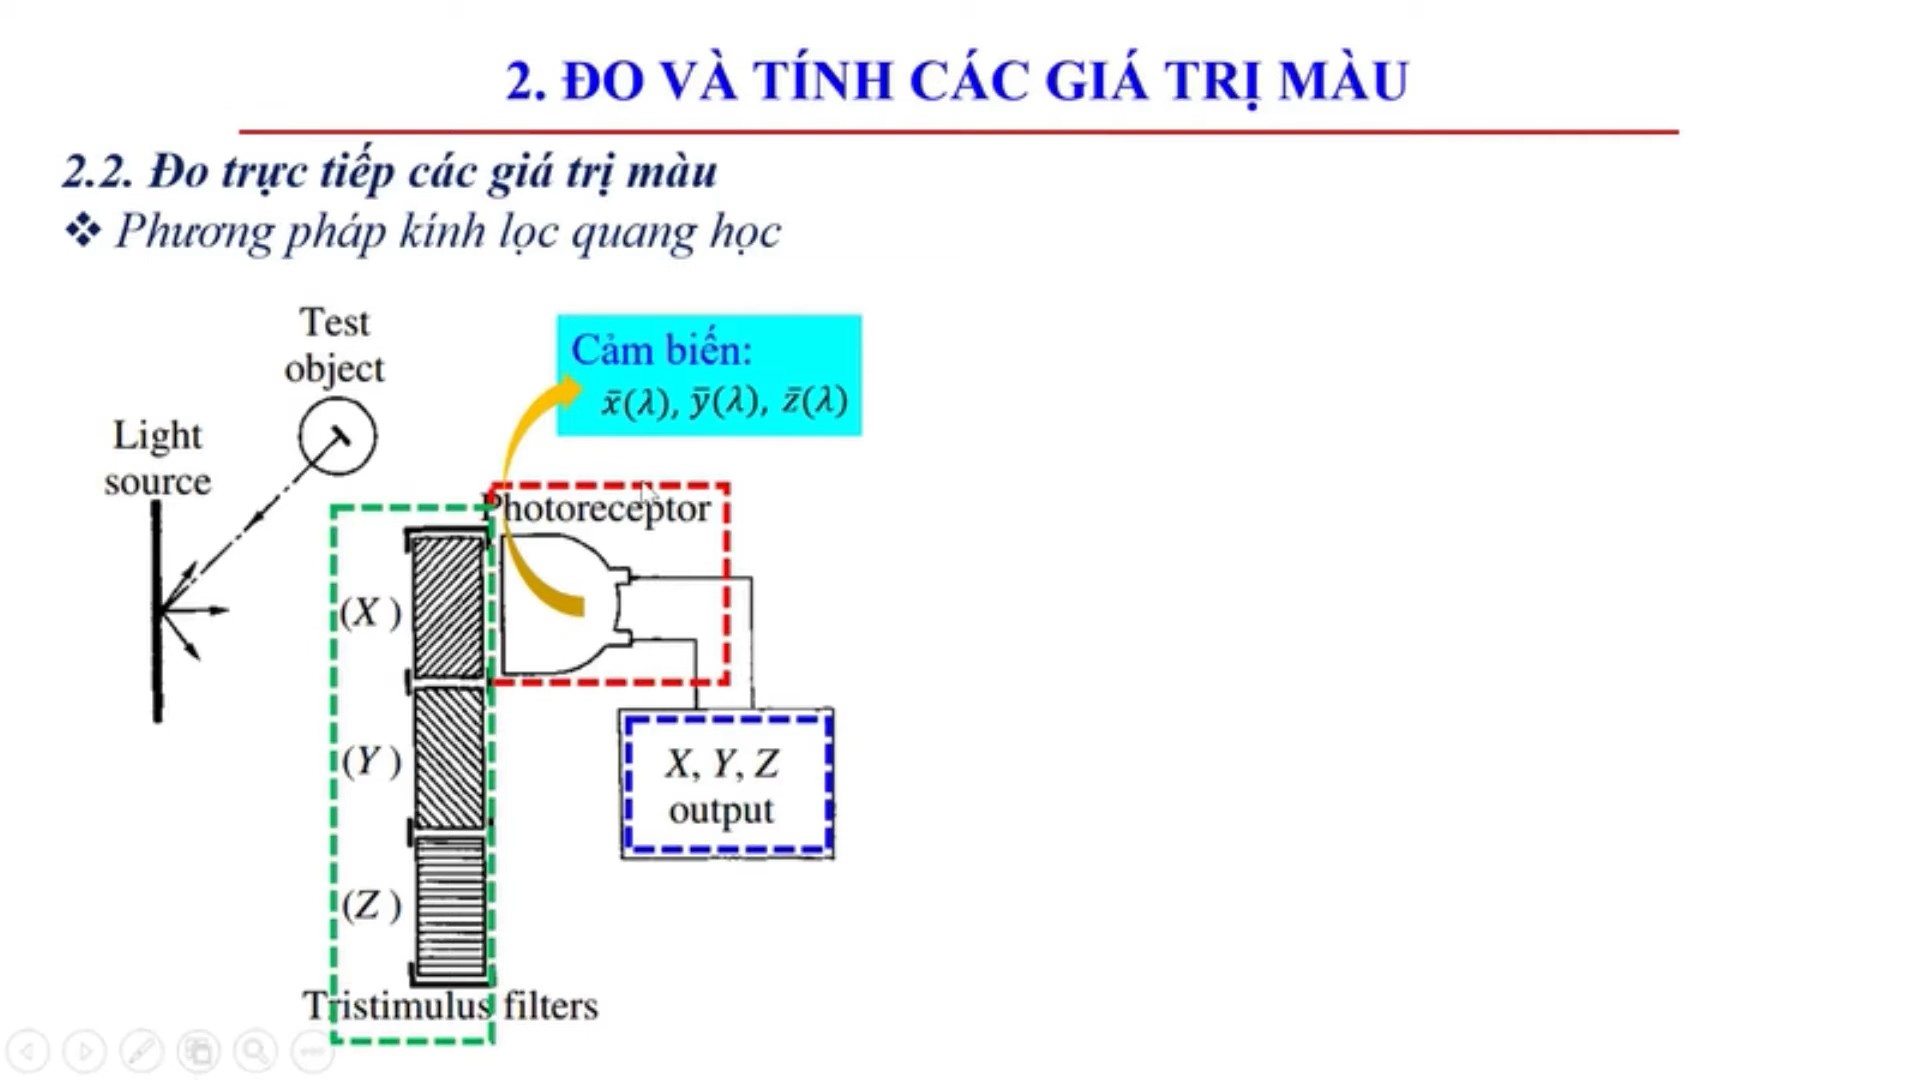 2. ĐO VÀ TÍNH CÁC GIÁ TRỊ MÀU
2.2. Đo trực tiếp các giá trị màu
❖ Phương pháp kính lọc quang học
Test
object
Light
source
Cảm biến:
x̄(λ), ȳ(λ), z̄(λ)
Photoreceptor
(X)
(Y)
(Z)
X, Y, Z
output
Tristimulus filters